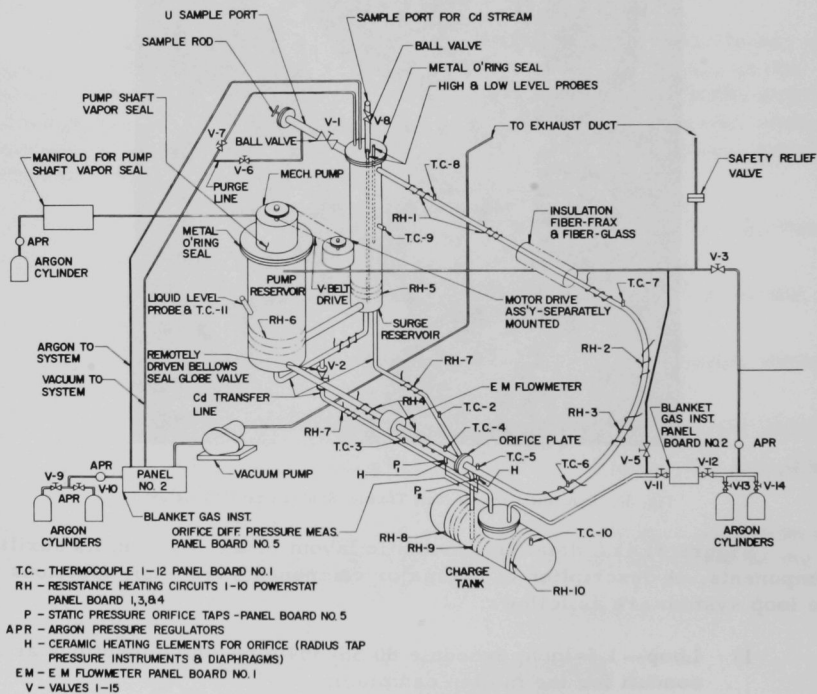 U SAMPLE PORT
SAMPLE PORT FOR Cd STREAM
SAMPLE ROD
BALL VALVE
METAL O'RING SEAL
PUMP SHAFT
VAPOR SEAL
HIGH & LOW LEVEL PROBES
V-1
V-8
V-7
BALL VALVE
TO EXHAUST DUCT
V-6
T.C.-8
MANIFOLD FOR PUMP
SHAFT VAPOR SEAL
PURGE
LINE
MECH. PUMP
SAFETY RELIEF
VALVE
RH-1
INSULATION
FIBER-FRAX
& FIBER-GLASS
METAL
O'RING
SEAL
T.C.-9
APR
V-3
ARGON
CYLINDER
PUMP
RESERVOIR
V-BELT
DRIVE
RH-5
T.C.-7
LIQUID LEVEL
PROBE & T.C.-11
MOTOR DRIVE
ASS'Y-SEPARATELY
MOUNTED
RH-6
SURGE
RESERVOIR
ARGON TO
SYSTEM
REMOTELY
DRIVEN BELLOWS
SEAL GLOBE VALVE
V-2
RH-2
RH-7
VACUUM TO
SYSTEM
E M FLOWMETER
Cd TRANSFER
LINE
RH4
T.C.-2
RH-3
BLANKET
GAS INST.
PANEL
BOARD NO.2
RH-7
T.C.-4
T.C.-3
ORIFICE PLATE
APR
T.C.-5
V-5
V-9
APR
PANEL
NO. 2
VACUUM PUMP
H
P1
H
T.C.-6
APR
V-10
P2
V-11
V-12
V-13
V-14
ARGON
CYLINDERS
BLANKET GAS INST.
ORIFICE DIFF. PRESSURE MEAS.
PANEL BOARD NO.5
RH-8
RH-9
T.C.-10
ARGON
CYLINDERS
CHARGE
TANK
RH-10
T.C. - THERMOCOUPLE 1-12 PANEL BOARD NO.1
RH - RESISTANCE HEATING CIRCUITS 1-10 POWERSTAT
PANEL BOARD 1,3,&4
P - STATIC PRESSURE ORIFICE TAPS - PANEL BOARD NO. 5
APR - ARGON PRESSURE REGULATORS
H - CERAMIC HEATING ELEMENTS FOR ORIFICE (RADIUS TAP
PRESSURE INSTRUMENTS & DIAPHRAGMS)
EM - E M FLOWMETER PANEL BOARD NO. 1
V - VALVES 1-15